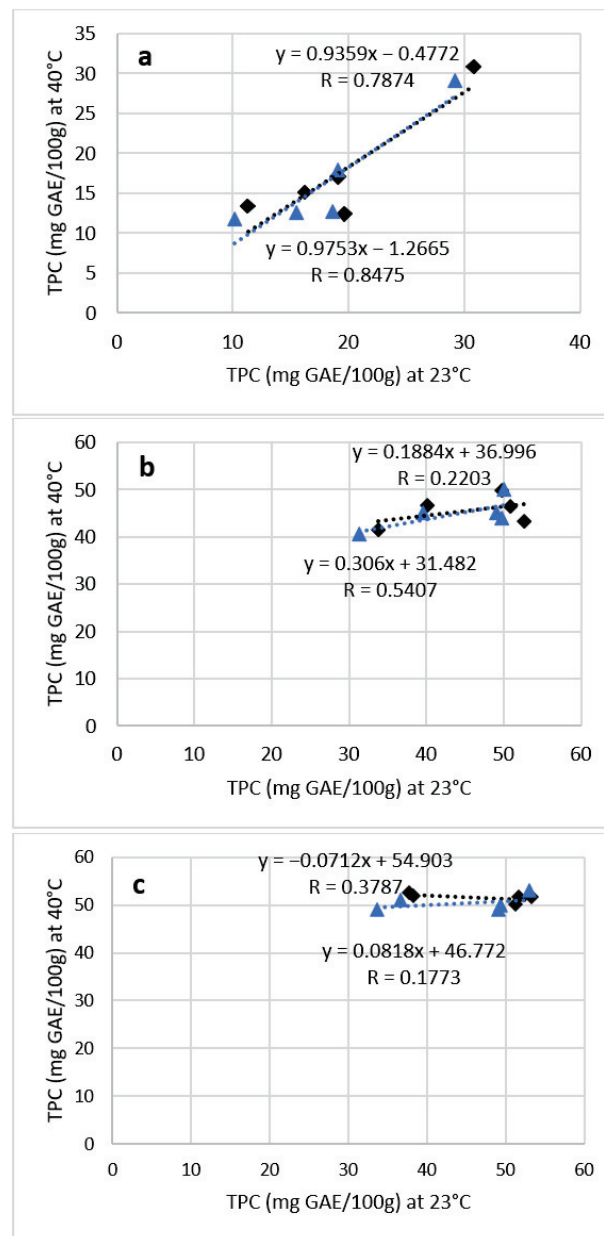 a
y = 0.9359x − 0.4772
R = 0.7874
y = 0.9753x − 1.2665
R = 0.8475
35
30
25
20
15
10
5
0
0 10 20 30 40
TPC (mg GAE/100g) at 40°C
TPC (mg GAE/100g) at 23°C
b
y = 0.1884x + 36.996
R = 0.2203
y = 0.306x + 31.482
R = 0.5407
60
50
40
30
20
10
0
0 10 20 30 40 50 60
TPC (mg GAE/100g) at 40°C
TPC (mg GAE/100g) at 23°C
c
y = −0.0712x + 54.903
R = 0.3787
y = 0.0818x + 46.772
R = 0.1773
60
50
40
30
20
10
0
0 10 20 30 40 50 60
TPC (mg GAE/100g) at 40°C
TPC (mg GAE/100g) at 23°C